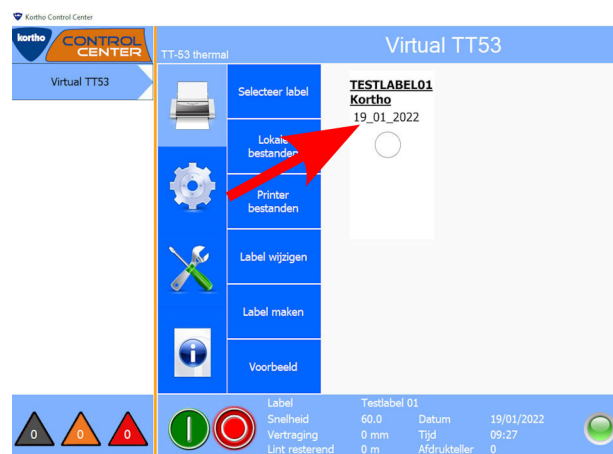 Kortho Control Center
kortho
CONTROL
CENTER
TT-53 thermal
Virtual TT53
Virtual TT53
Selecteer label
Lokale
bestanden
Printer
bestanden
Label wijzigen
Label maken
Voorbeeld
TESTLABEL01
Kortho
19_01_2022
0
0
0
Label Testlabel 01
Snelheid 60.0 Datum 19/01/2022
Vertraging 0 mm Tijd 09:27
Lint resterend 0 m Afdrukteller 0